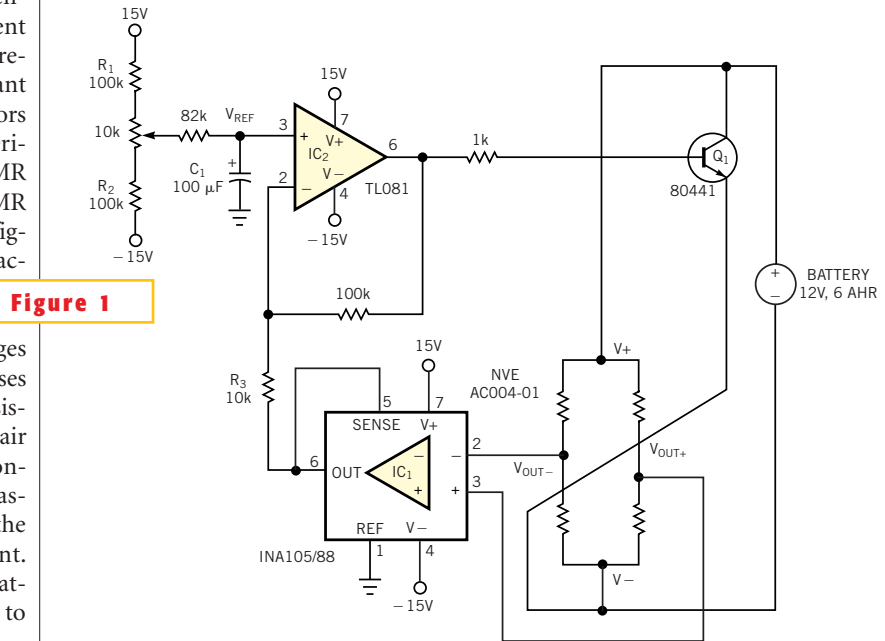 ent
re-
ant
ors
eri-
MR
MR
fig-
ac-
Figure 1
ges
ses
sis-
air
on-
as-
the
nt.
at-
to
15V
R1
100k
10k
R2
100k
−15V
82k
VREF
C1
100 µF
+
15V
3
+
7
V+
IC2
6
2
−
V−
4
TL081
−15V
1k
Q1
80441
+
−
BATTERY
12V, 6 AHR
100k
R3
10k
15V
NVE
AC004-01
V+
5
7
SENSE
V+
2
−
−
VOUT−
VOUT+
6
OUT
IC1
+
+
3
REF
V−
INA105/88
1
4
−15V
V−